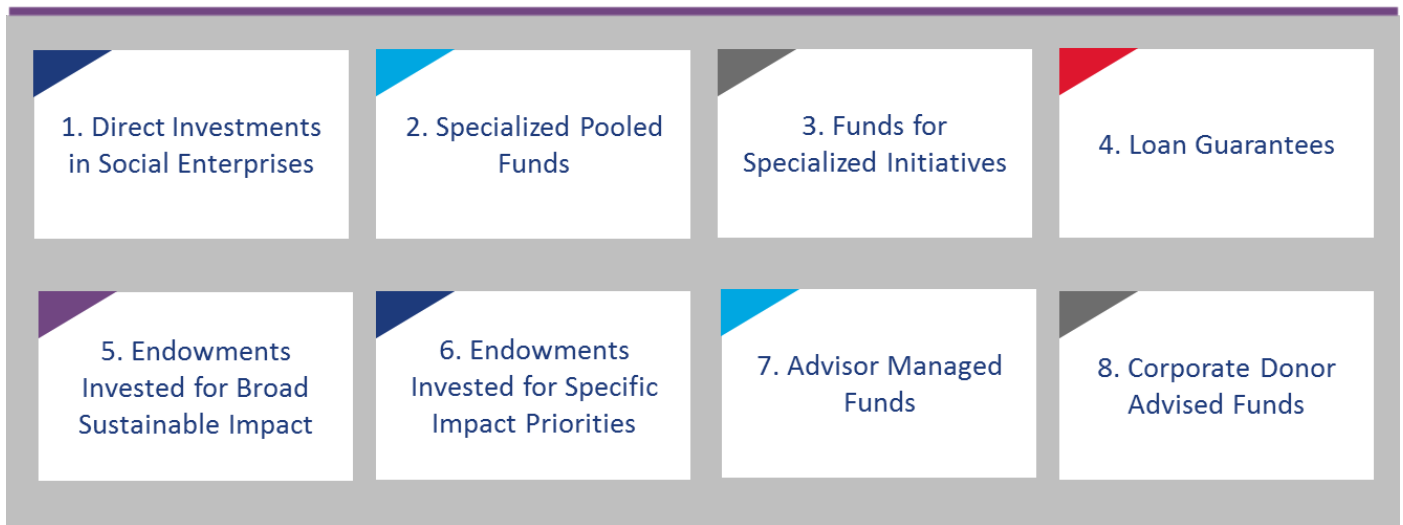 1. Direct Investments
in Social Enterprises
2. Specialized Pooled
Funds
3. Funds for
Specialized Initiatives
4. Loan Guarantees
5. Endowments
Invested for Broad
Sustainable Impact
6. Endowments
Invested for Specific
Impact Priorities
7. Advisor Managed
Funds
8. Corporate Donor
Advised Funds